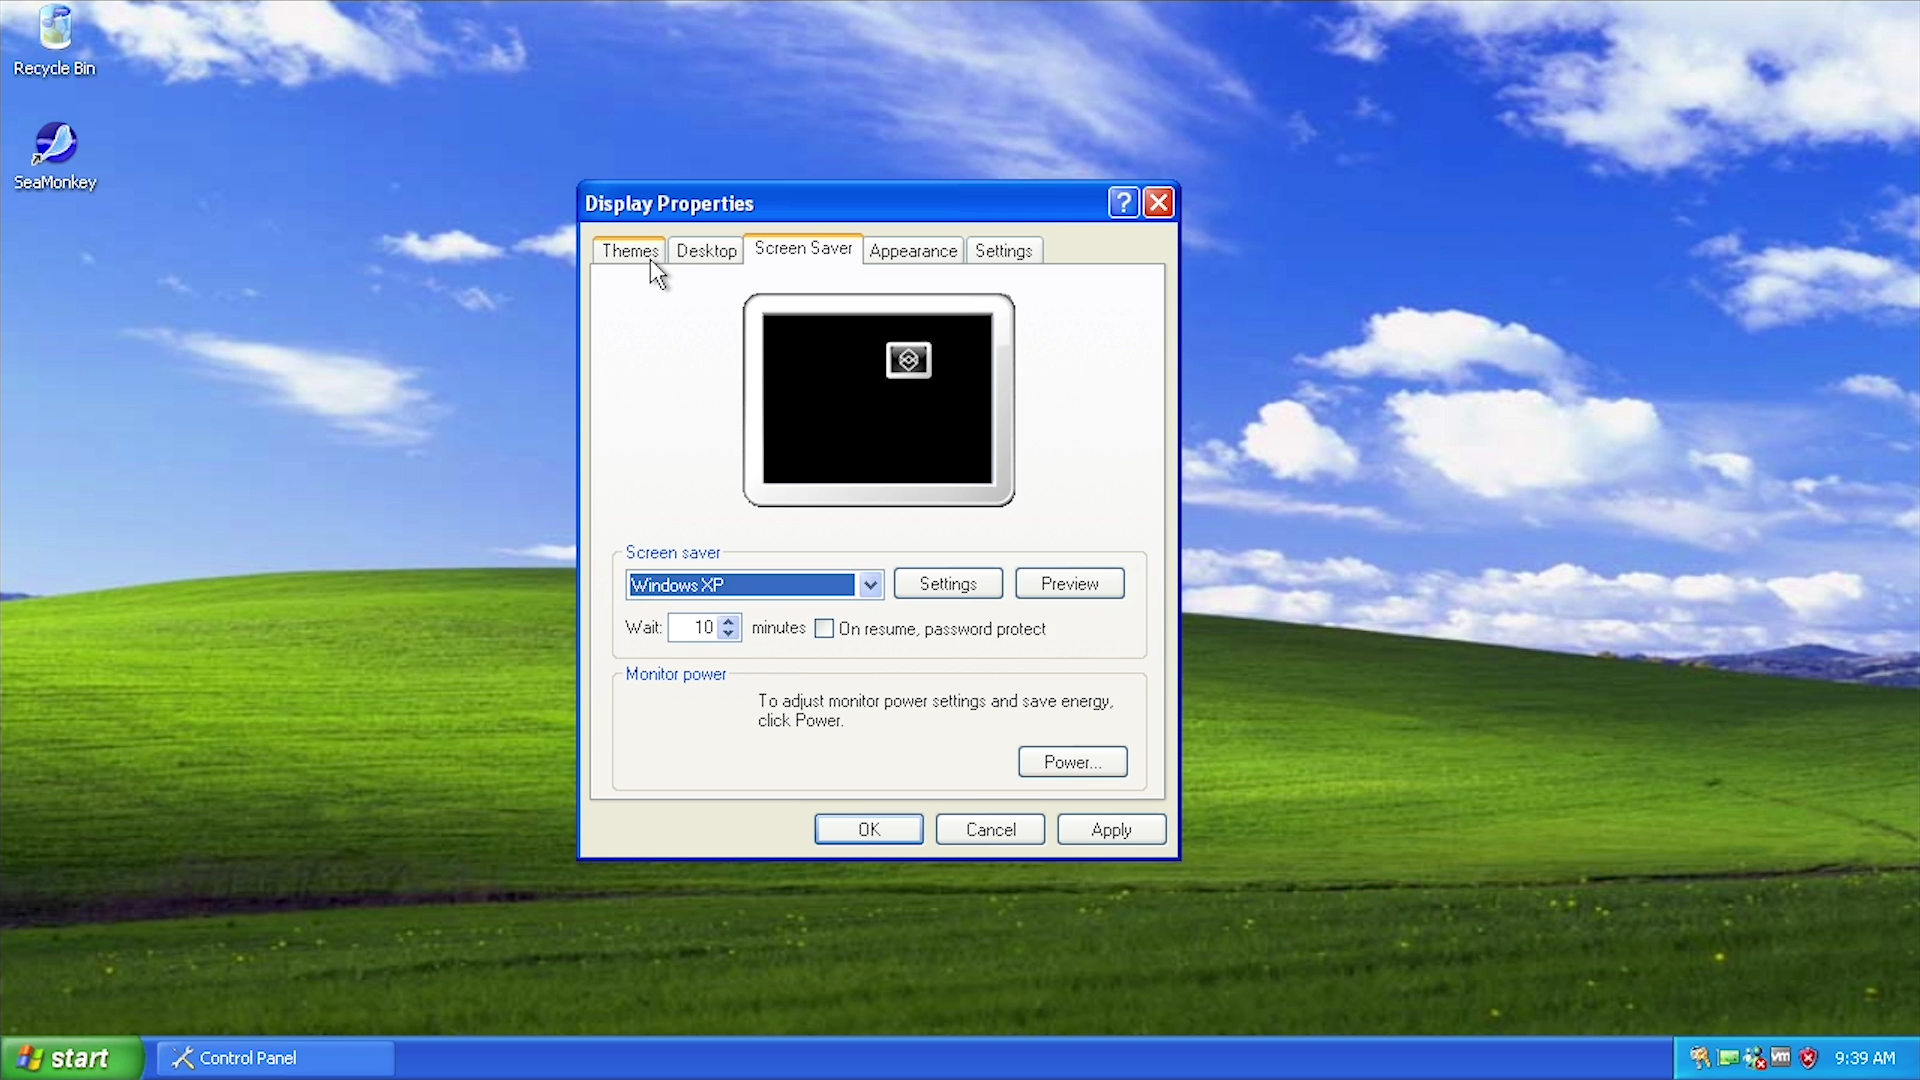 Recycle Bin
SeaMonkey
Display Properties
Themes Desktop Screen Saver Appearance Settings
Screen saver
Windows XP Settings Preview
Wait: 10 minutes On resume, password protect
Monitor power
To adjust monitor power settings and save energy,
click Power.
Power...
OK Cancel Apply
start Control Panel vm 9:39 AM